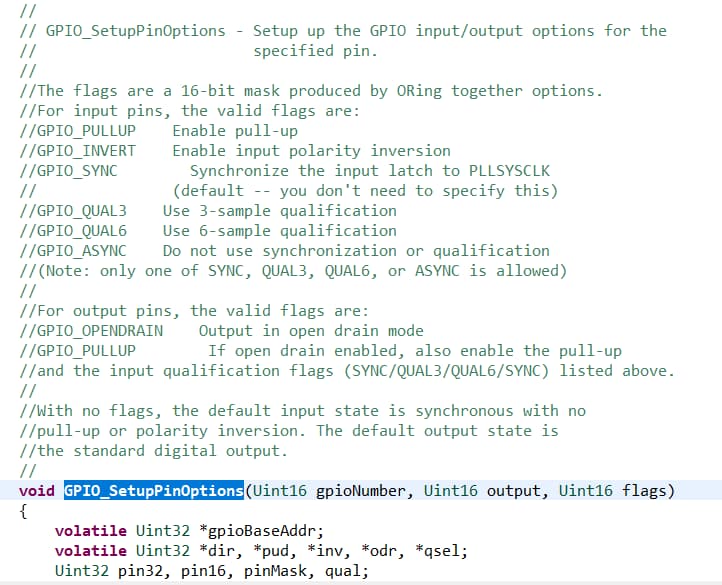 //
// GPIO_SetupPinOptions - Setup up the GPIO input/output options for the
//                        specified pin.
//
//The flags are a 16-bit mask produced by ORing together options.
//For input pins, the valid flags are:
//GPIO_PULLUP    Enable pull-up
//GPIO_INVERT    Enable input polarity inversion
//GPIO_SYNC        Synchronize the input latch to PLLSYSCLK
//               (default -- you don't need to specify this)
//GPIO_QUAL3    Use 3-sample qualification
//GPIO_QUAL6    Use 6-sample qualification
//GPIO_ASYNC    Do not use synchronization or qualification
//(Note: only one of SYNC, QUAL3, QUAL6, or ASYNC is allowed)
//
//For output pins, the valid flags are:
//GPIO_OPENDRAIN    Output in open drain mode
//GPIO_PULLUP        If open drain enabled, also enable the pull-up
//and the input qualification flags (SYNC/QUAL3/QUAL6/SYNC) listed above.
//
//With no flags, the default input state is synchronous with no
//pull-up or polarity inversion. The default output state is
//the standard digital output.
//
void GPIO_SetupPinOptions(Uint16 gpioNumber, Uint16 output, Uint16 flags)
{
    volatile Uint32 *gpioBaseAddr;
    volatile Uint32 *dir, *pud, *inv, *odr, *qsel;
    Uint32 pin32, pin16, pinMask, qual;